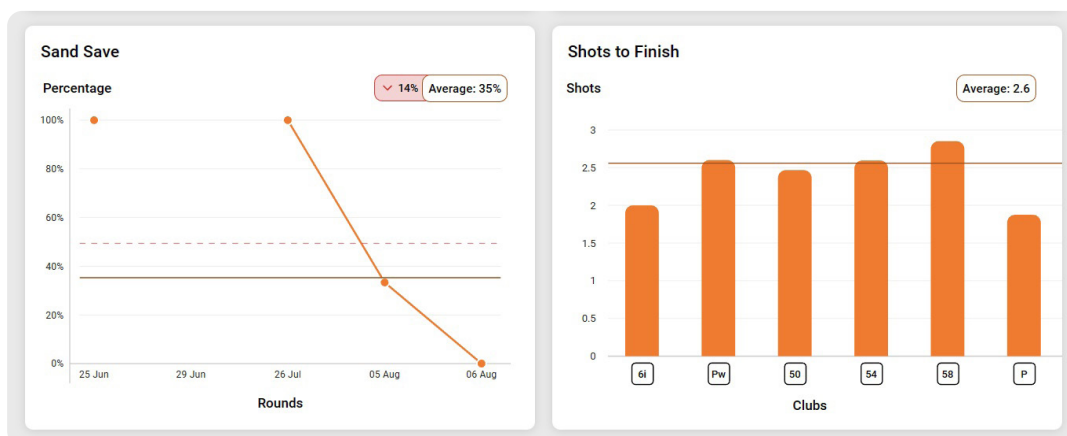 Sand Save
Percentage
14%
Average: 35%
100%
80%
60%
40%
20%
0%
25 Jun 29 Jun 26 Jul 05 Aug 06 Aug
Rounds
Shots to Finish
Shots
Average: 2.6
3
2.5
2
1.5
1
0.5
0
6i Pw 50 54 58 P
Clubs